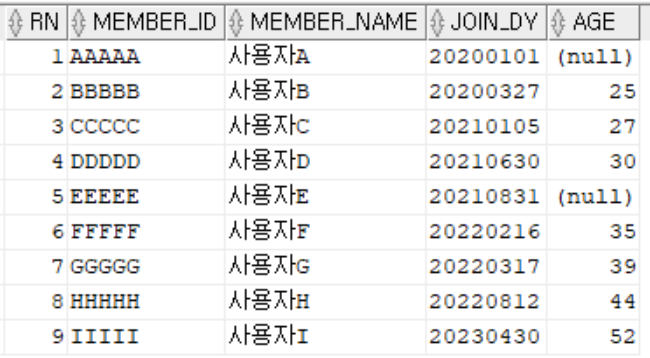 RN MEMBER_ID MEMBER_NAME JOIN_DY AGE
1 AAAAA 사용자A 20200101 (null)
2 BBBBB 사용자B 20200327 25
3 CCCCC 사용자C 20210105 27
4 DDDDD 사용자D 20210630 30
5 EEEEE 사용자E 20210831 (null)
6 FFFFF 사용자F 20220216 35
7 GGGGG 사용자G 20220317 39
8 HHHHH 사용자H 20220812 44
9 IIIII 사용자I 20230430 52